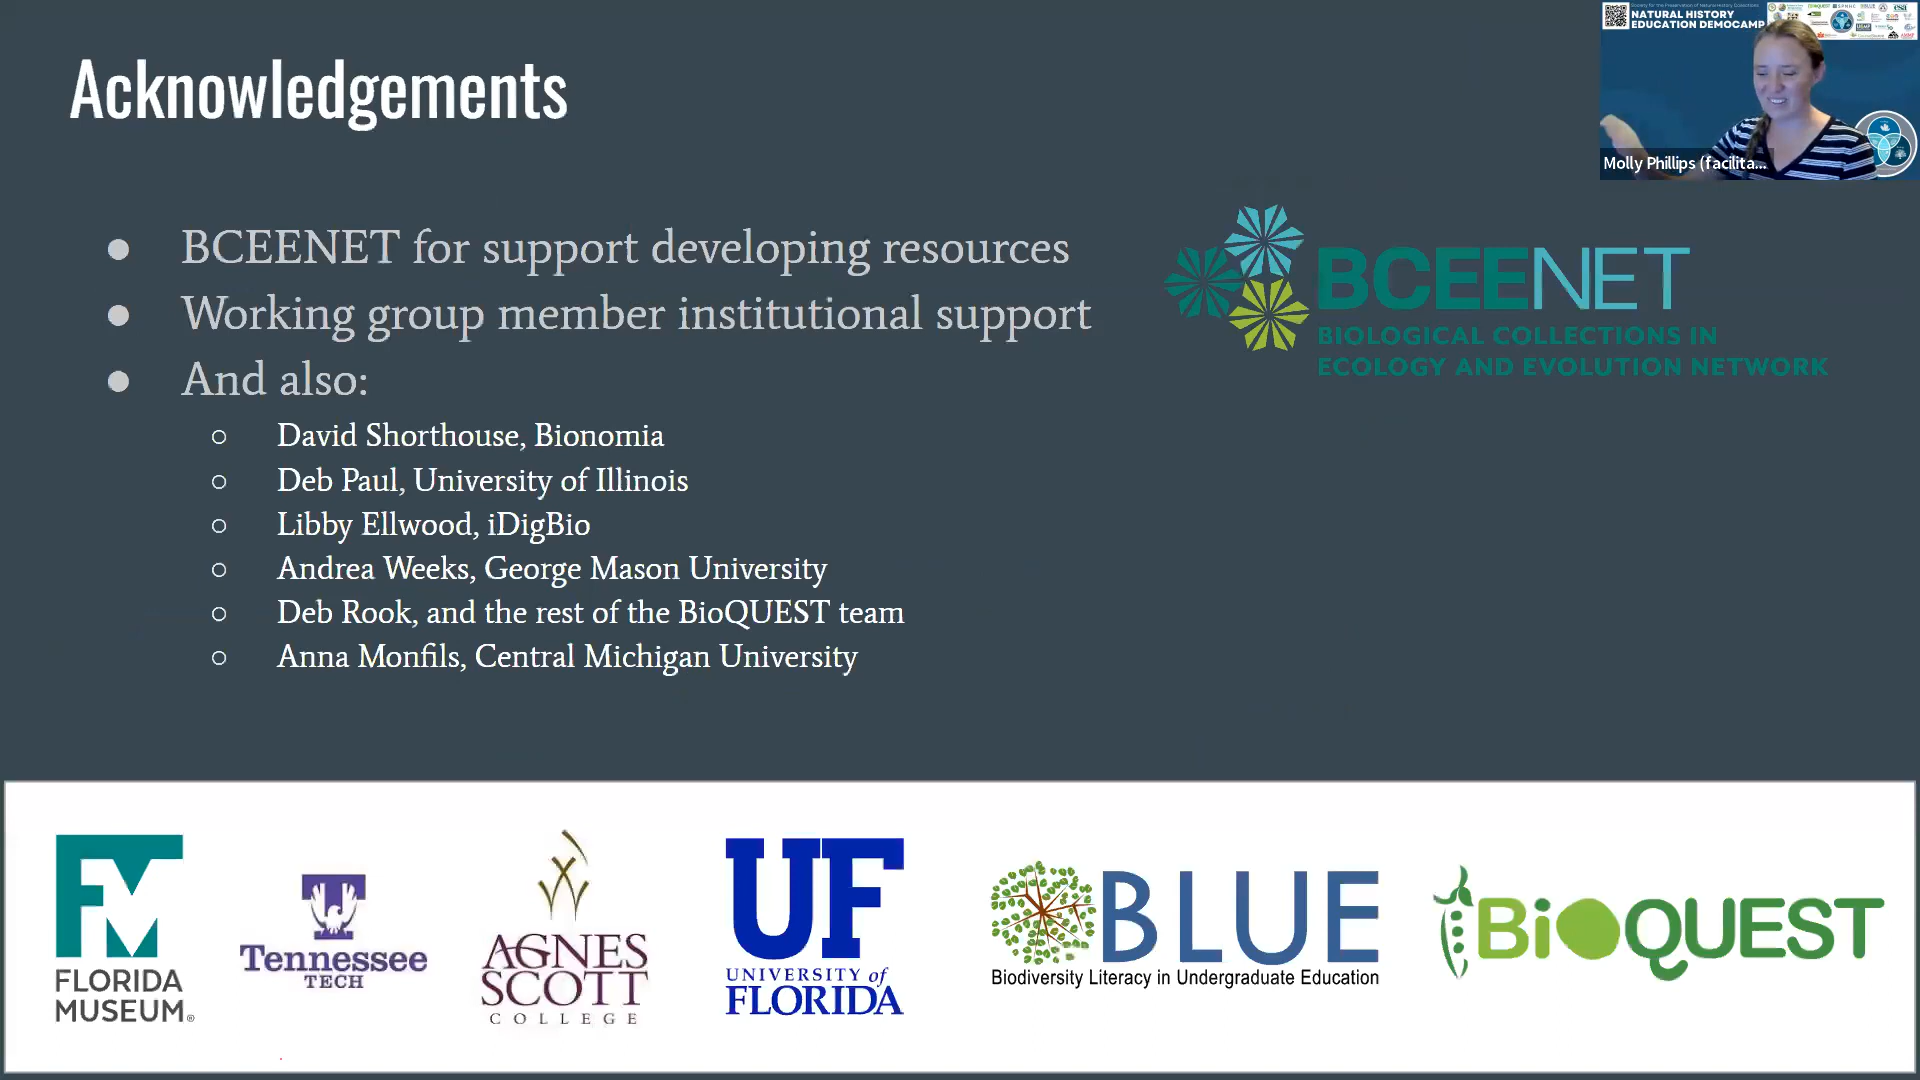 Acknowledgements
NATURAL HISTORY
EDUCATION DEMOCAMP
Molly Phillips (facilita...
● BCEENET for support developing resources
● Working group member institutional support
● And also:
○ David Shorthouse, Bionomia
○ Deb Paul, University of Illinois
○ Libby Ellwood, iDigBio
○ Andrea Weeks, George Mason University
○ Deb Rook, and the rest of the BioQUEST team
○ Anna Monfils, Central Michigan University
BCEENET
BIOLOGICAL COLLECTIONS IN
ECOLOGY AND EVOLUTION NETWORK
FM
FLORIDA
MUSEUM®
T
Tennessee
TECH
AGNES
SCOTT
COLLEGE
UF
UNIVERSITY of
FLORIDA
BLUE
Biodiversity Literacy in Undergraduate Education
BiOQUEST